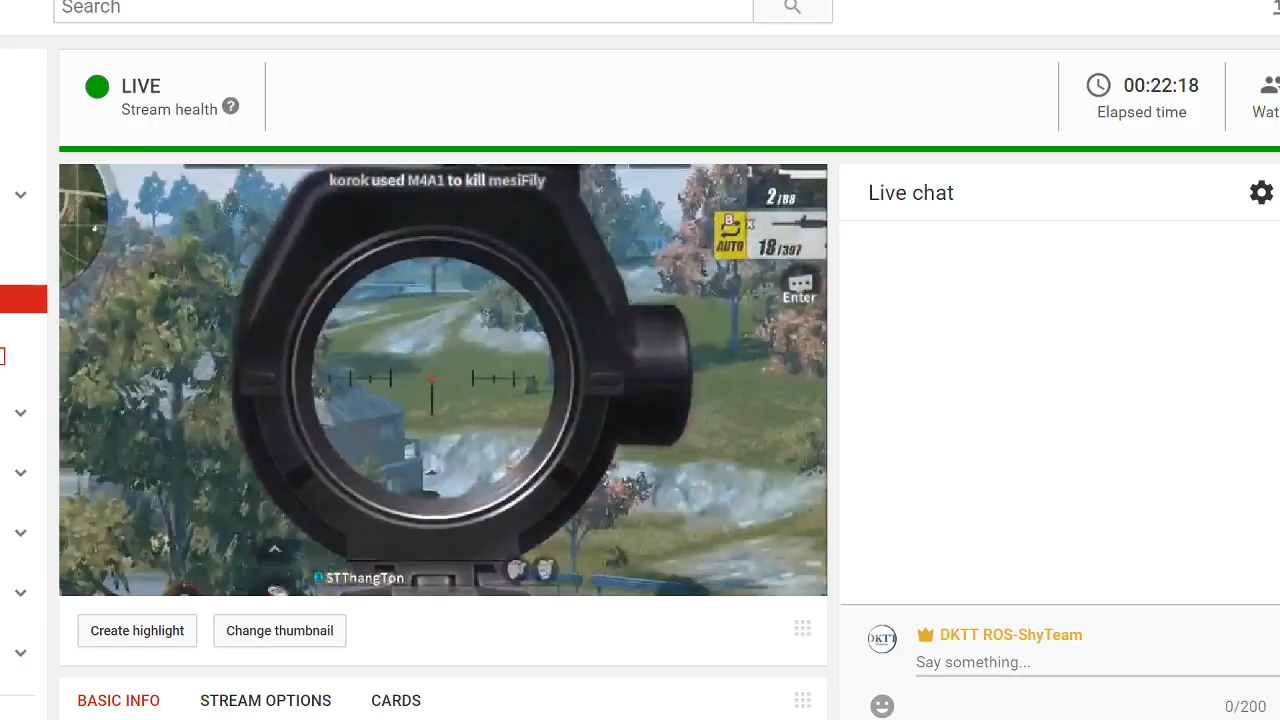 Search
LIVE
Stream health ?
00:22:18
Elapsed time
Wat
korok used M4A1 to kill mesiFily
2/88
B
X
AUTO
18/397
Enter
STThangTon
Live chat
Create highlight
Change thumbnail
DKTT
DKTT ROS-ShyTeam
Say something...
0/200
BASIC INFO
STREAM OPTIONS
CARDS